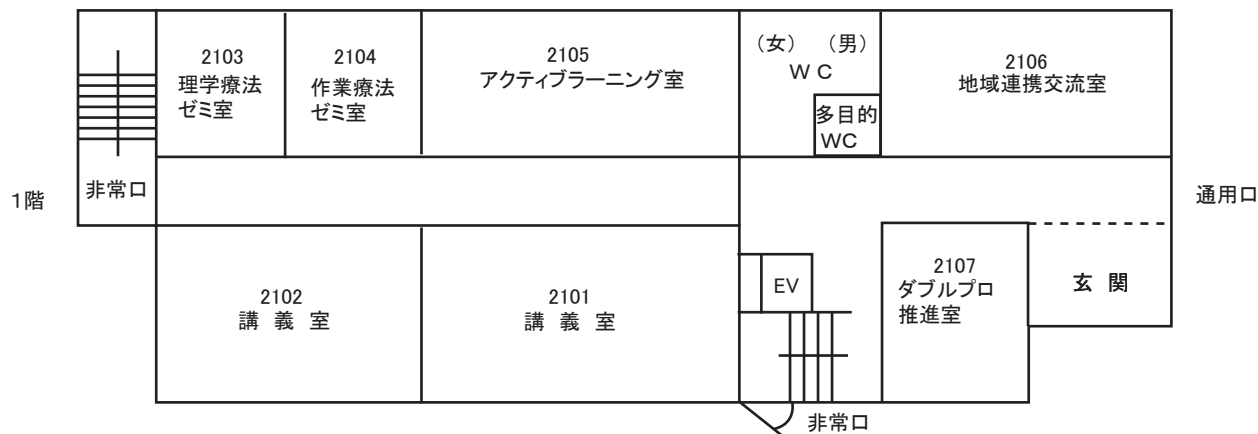 2103
理学療法
ゼミ室
2104
作業療法
ゼミ室
2105
アクティブラーニング室
（女）　（男）
ＷＣ
多目的
ＷＣ
2106
地域連携交流室
1階
非常口
通用口
2102
講 義 室
2101
講 義 室
EV
2107
ダブルプロ
推進室
玄 関
非常口